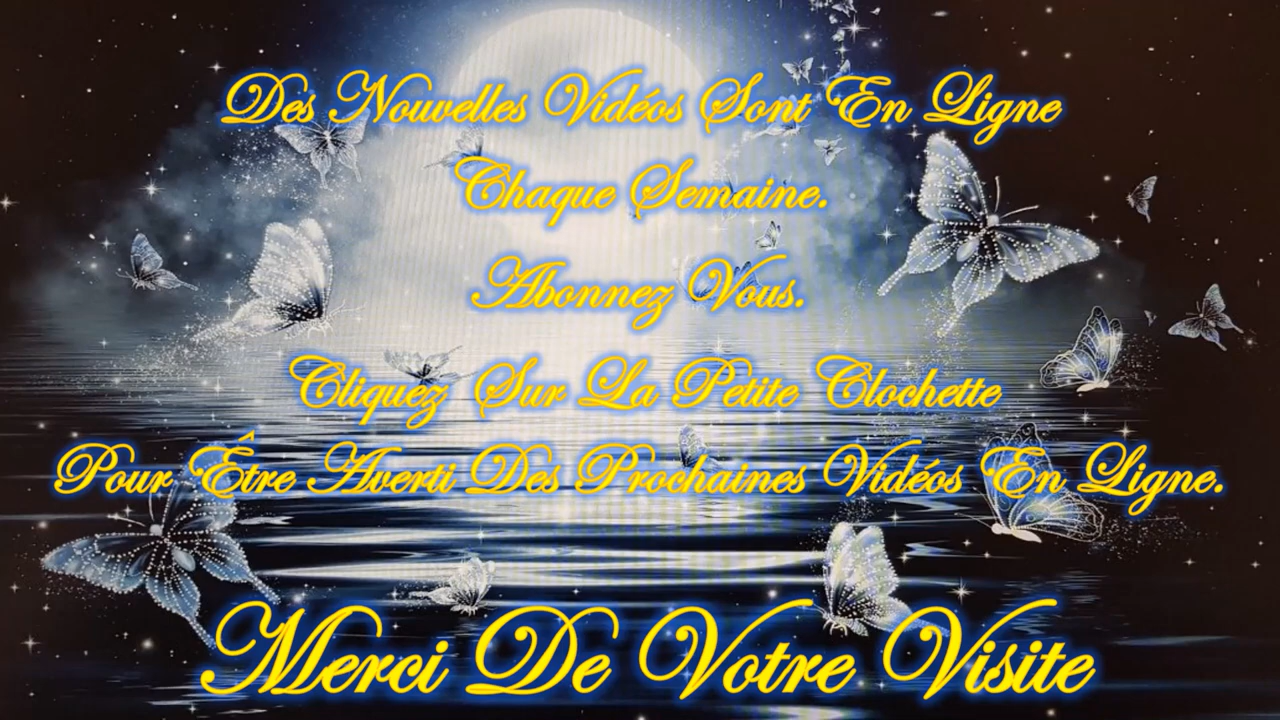 Des Nouvelles Vidéos Sont En Ligne
Chaque Semaine.
Abonnez Vous.
Cliquez Sur La Petite Clochette
Pour Être Averti Des Prochaines Vidéos En Ligne.
Merci De Votre Visite